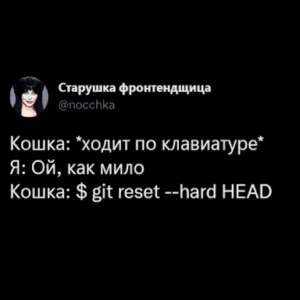 Старушка фронтендщица
@nocchka
Кошка: *ходит по клавиатуре*
Я: Ой, как мило
Кошка: $ git reset --hard HEAD